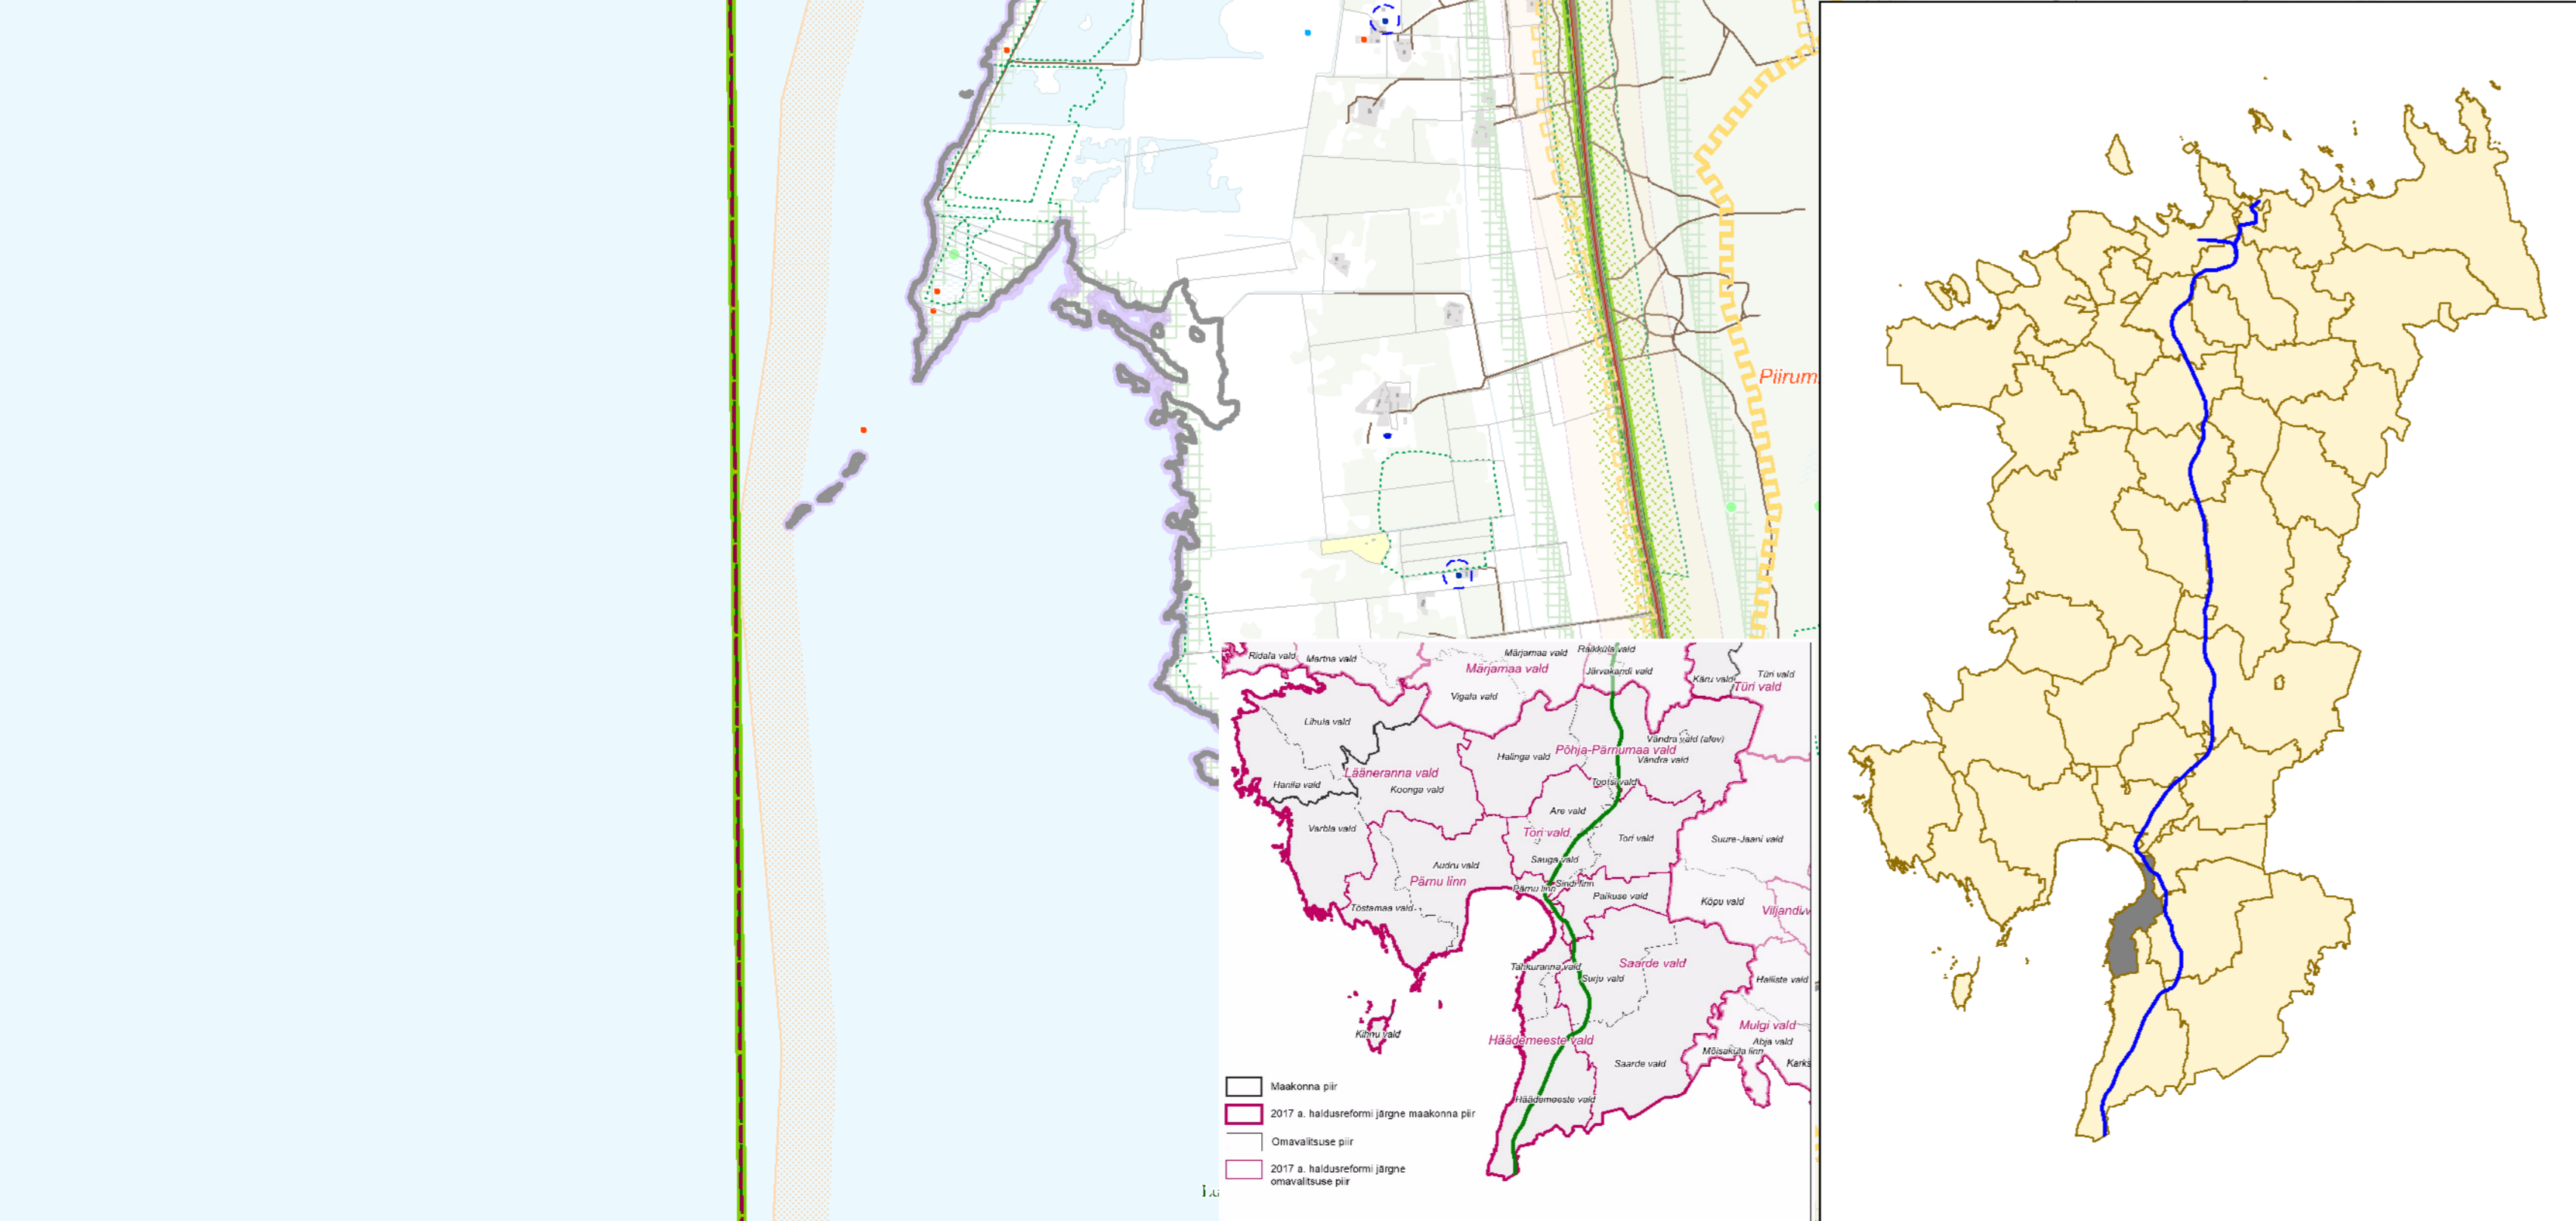 Piirum
Ridala vald
Martna vald
Märjamaa vald
Raikküla vald
Märjamaa vald
Järvakandi vald
Käru vald
Türi vald
Türi vald
Vigala vald
Lihula vald
Vändra vald (alev)
Halinga vald
Põhja-Pärnumaa vald
Vändra vald
Lääneranna vald
Hanila vald
Koonga vald
Tootsi vald
Are vald
Varbla vald
Tori vald
Tori vald
Suure-Jaani vald
Audru vald
Sauga vald
Pärnu linn
Pärnu linn
Sindi linn
Paikuse vald
Kõpu vald
Tõstamaa vald
Viljandi v
Tahkuranna vald
Saarde vald
Surju vald
Halliste vald
Kihnu vald
Häädemeeste vald
Mulgi vald
Abja vald
Mõisaküla linn
Karks
Saarde vald
Häädemeeste vald
Maakonna piir
2017 a. haldusreformi järgne maakonna piir
Omavalitsuse piir
2017 a. haldusreformi järgne
omavalitsuse piir